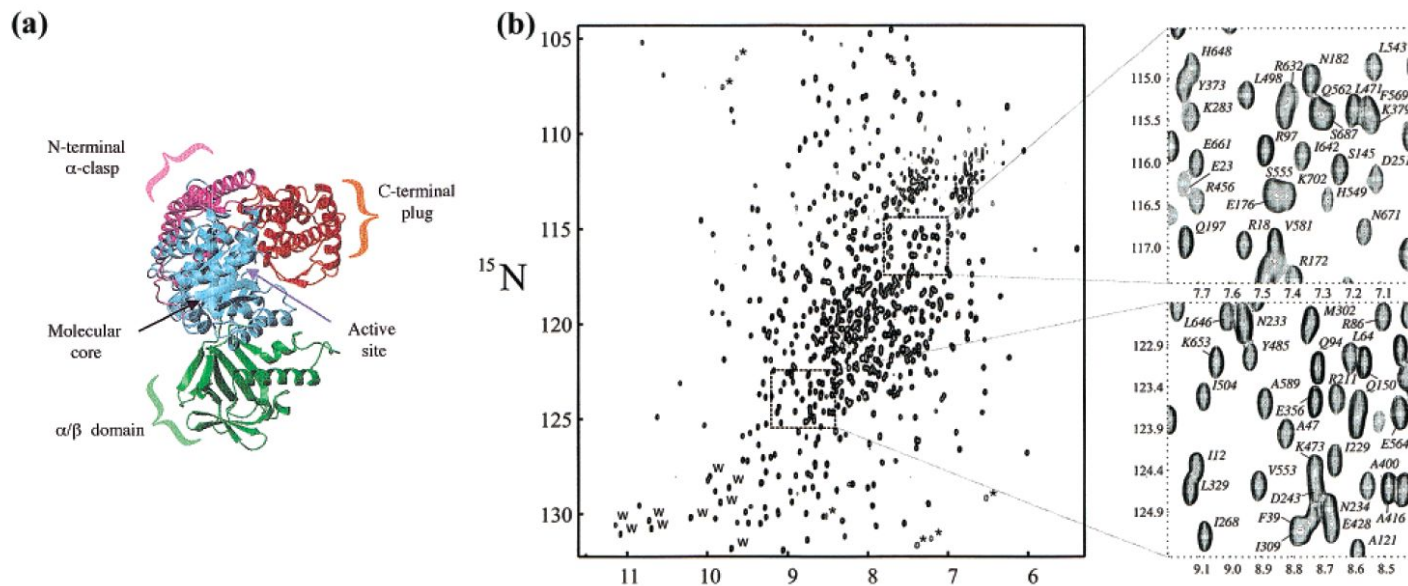 (a)
N-terminal
α-clasp
C-terminal
plug
Molecular
core
Active
site
α/β domain
(b)
¹⁵N
105
110
115
120
125
130
11
10
9
8
7
6
*
*
*
*
*
*
W
W
W
W
W
W
W
W
W
W
115.0
115.5
116.0
116.5
117.0
H648
Y373
K283
E661
E23
R456
Q197
L498
R632
N182
Q562
L471
L543
F569
K379
S687
R97
I642
S145
D251
S555
K702
H549
E176
R18
V581
N671
R172
7.7 7.6 7.5 7.4 7.3 7.2 7.1
122.9
123.4
123.9
124.4
124.9
L646
N233
M302
R86
K653
Y485
Q94
L64
I504
A589
R211
Q150
E356
A47
E564
I12
K473
I229
L329
V553
A400
D243
N234
A416
F39
E428
I268
I309
A121
9.1 9.0 8.9 8.8 8.7 8.6 8.5